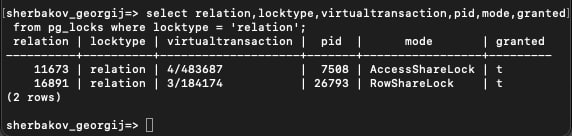 [sherbakov_georgij=> select relation,locktype,virtualtransaction,pid,mode,granted]
from pg_locks where locktype = 'relation';
relation | locktype | virtualtransaction | pid | mode | granted
----------+----------+--------------------+-------+-----------------+---------
11673 | relation | 4/483687 | 7508 | AccessShareLock | t
16891 | relation | 3/184174 | 26793 | RowShareLock | t
(2 rows)
sherbakov_georgij=>